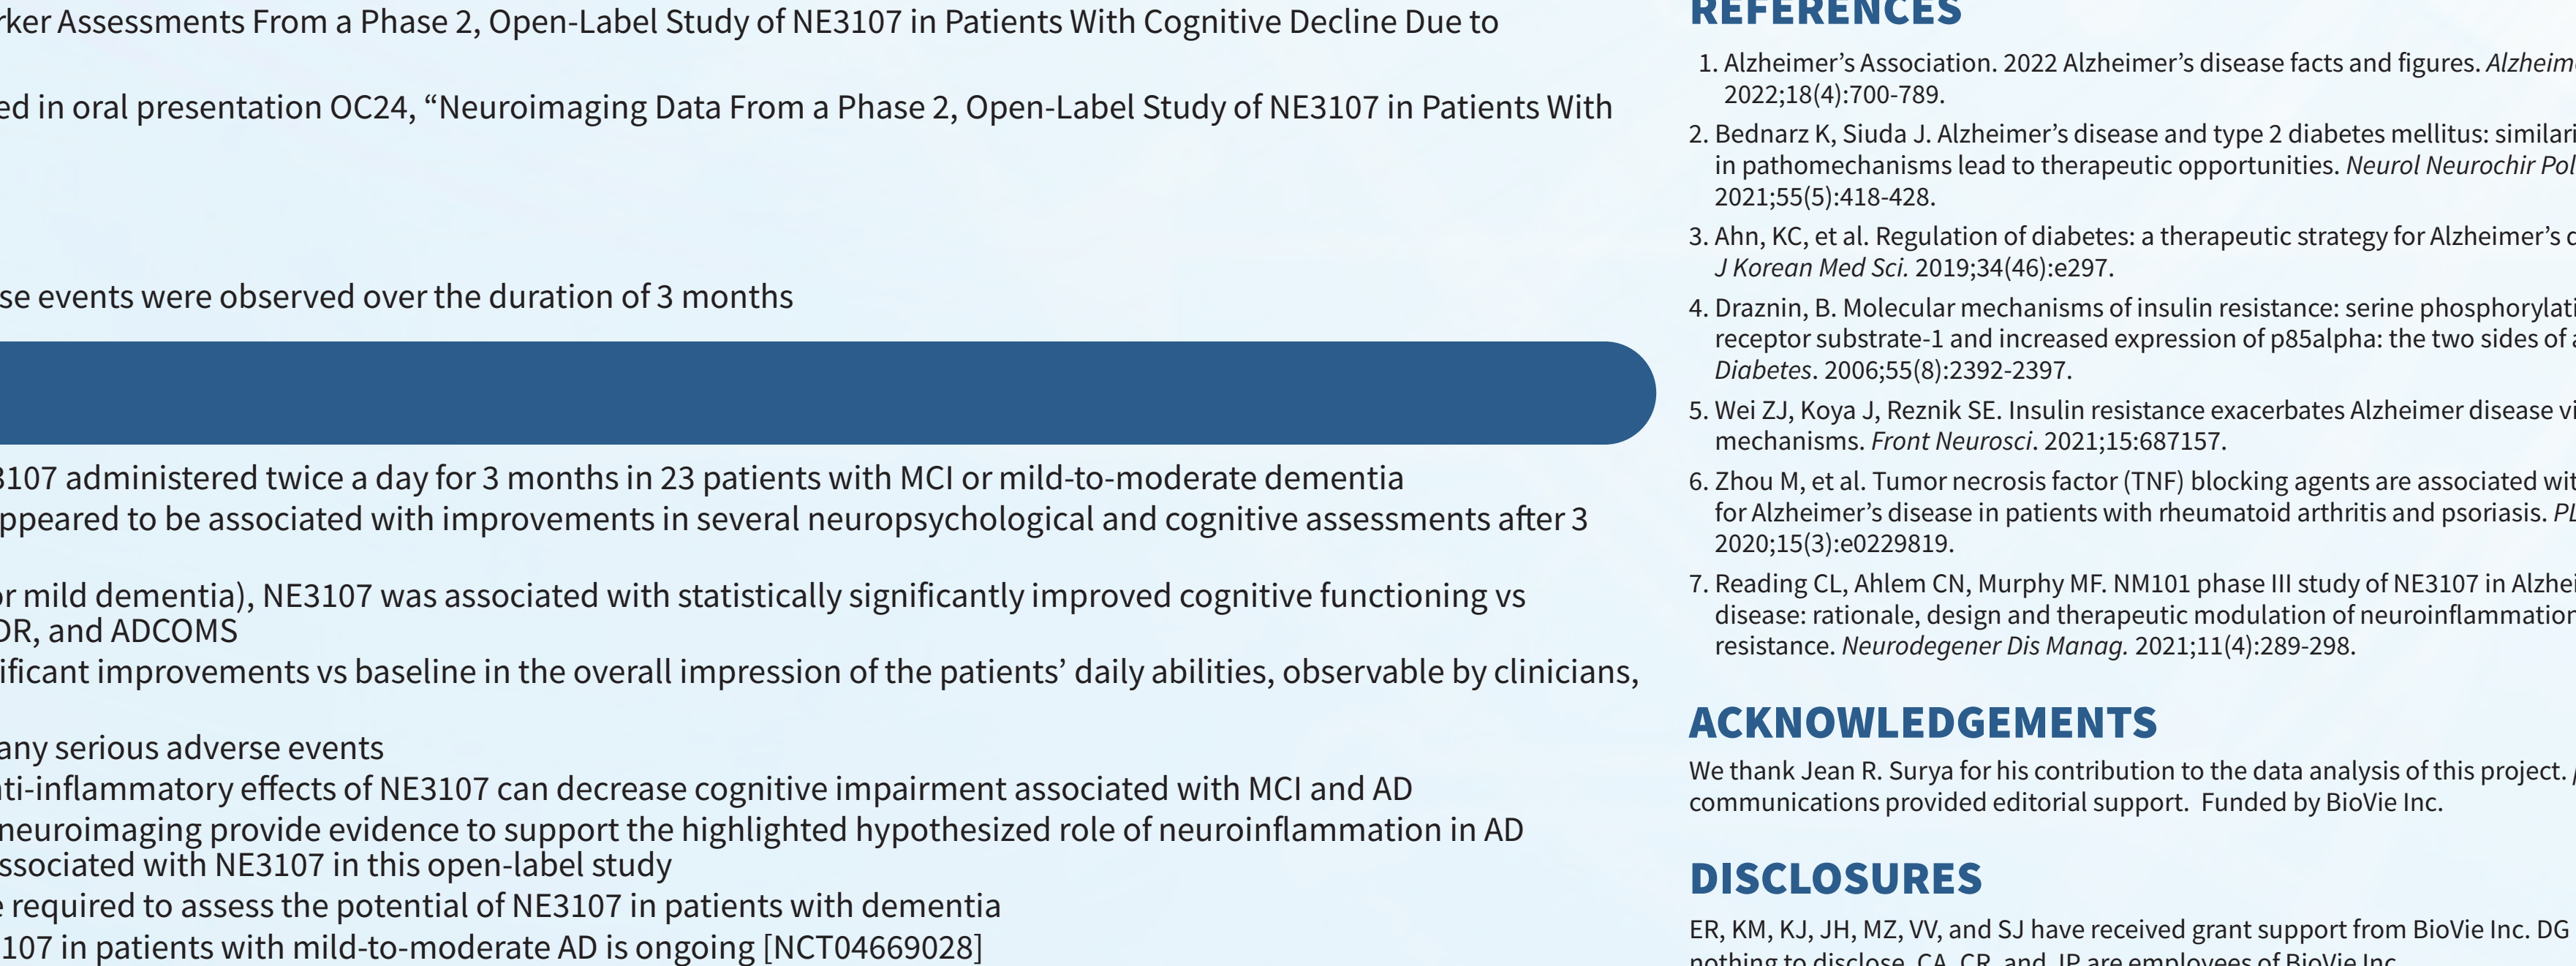 rker Assessments From a Phase 2, Open-Label Study of NE3107 in Patients With Cognitive Decline Due to
ed in oral presentation OC24, “Neuroimaging Data From a Phase 2, Open-Label Study of NE3107 in Patients With
se events were observed over the duration of 3 months
3107 administered twice a day for 3 months in 23 patients with MCI or mild-to-moderate dementia
ppeared to be associated with improvements in several neuropsychological and cognitive assessments after 3
or mild dementia), NE3107 was associated with statistically significantly improved cognitive functioning vs
DR, and ADCOMS
ificant improvements vs baseline in the overall impression of the patients’ daily abilities, observable by clinicians,
any serious adverse events
nti-inflammatory effects of NE3107 can decrease cognitive impairment associated with MCI and AD
neuroimaging provide evidence to support the highlighted hypothesized role of neuroinflammation in AD
ssociated with NE3107 in this open-label study
e required to assess the potential of NE3107 in patients with dementia
107 in patients with mild-to-moderate AD is ongoing [NCT04669028]
REFERENCES
1. Alzheimer’s Association. 2022 Alzheimer’s disease facts and figures. Alzheim
2022;18(4):700-789.
2. Bednarz K, Siuda J. Alzheimer’s disease and type 2 diabetes mellitus: similari
in pathomechanisms lead to therapeutic opportunities. Neurol Neurochir Pol
2021;55(5):418-428.
3. Ahn, KC, et al. Regulation of diabetes: a therapeutic strategy for Alzheimer’s d
J Korean Med Sci. 2019;34(46):e297.
4. Draznin, B. Molecular mechanisms of insulin resistance: serine phosphorylati
receptor substrate-1 and increased expression of p85alpha: the two sides of a
Diabetes. 2006;55(8):2392-2397.
5. Wei ZJ, Koya J, Reznik SE. Insulin resistance exacerbates Alzheimer disease vi
mechanisms. Front Neurosci. 2021;15:687157.
6. Zhou M, et al. Tumor necrosis factor (TNF) blocking agents are associated wit
for Alzheimer’s disease in patients with rheumatoid arthritis and psoriasis. PL
2020;15(3):e0229819.
7. Reading CL, Ahlem CN, Murphy MF. NM101 phase III study of NE3107 in Alzhei
disease: rationale, design and therapeutic modulation of neuroinflammation
resistance. Neurodegener Dis Manag. 2021;11(4):289-298.
ACKNOWLEDGEMENTS
We thank Jean R. Surya for his contribution to the data analysis of this project.
communications provided editorial support. Funded by BioVie Inc.
DISCLOSURES
ER, KM, KJ, JH, MZ, VV, and SJ have received grant support from BioVie Inc. DG
nothing to disclose. CA, CR, and JP are employees of BioVie Inc.